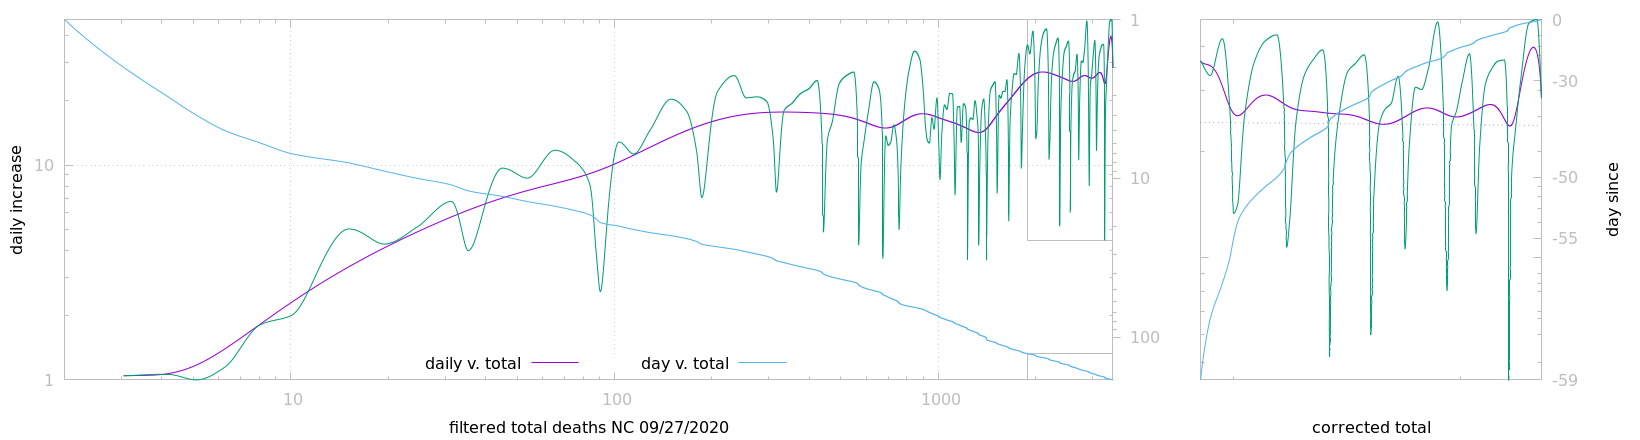 daily increase
10
1
daily v. total
day v. total
10
100
1000
filtered total deaths NC 09/27/2020
1
10
100
0
-30
-50
-55
-59
day since
corrected total